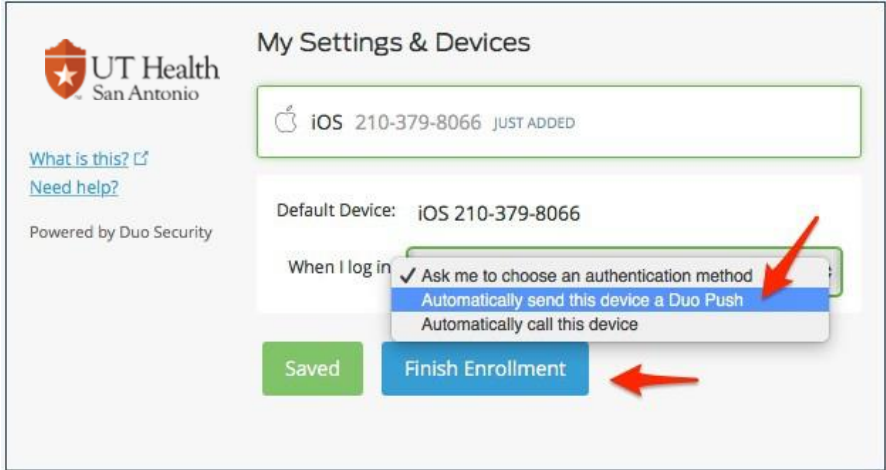 UT Health
San Antonio
What is this?
Need help?
Powered by Duo Security
My Settings & Devices
iOS 210-379-8066 JUST ADDED
Default Device: iOS 210-379-8066
When I log in
✓ Ask me to choose an authentication method
Automatically send this device a Duo Push
Automatically call this device
Saved
Finish Enrollment